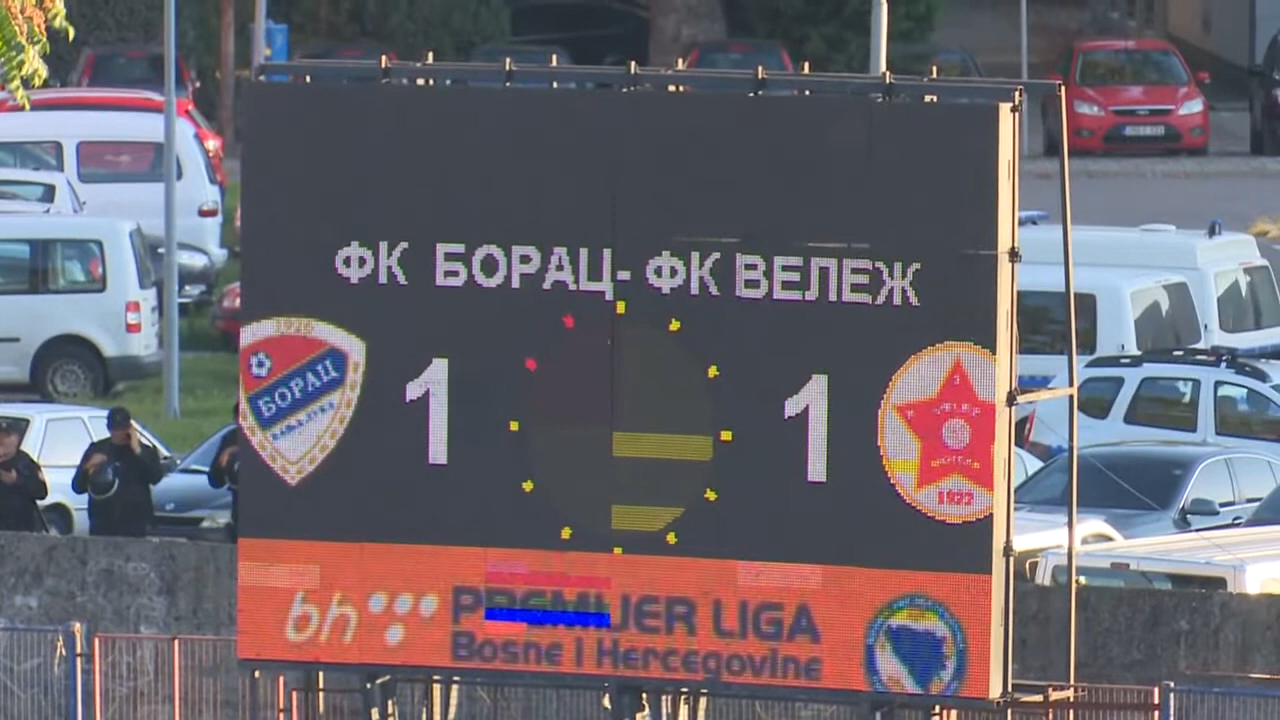 ФК БОРАЦ - ФК ВЕЛЕЖ
БОРАЦ
1
1
1922
bh
PREMIJER LIGA
Bosne i Hercegovine